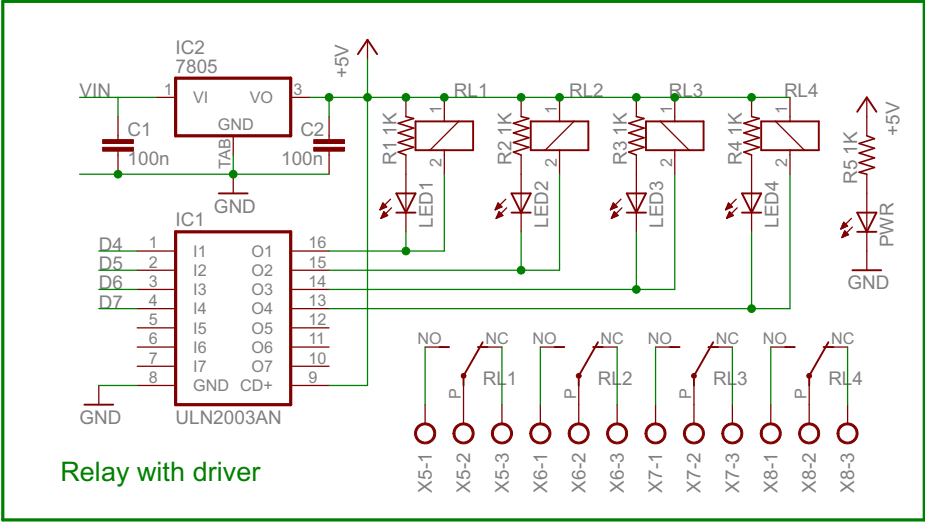 IC2
7805
+5V
VIN
1
VI
VO
3
GND
TAB
C1
100n
C2
100n
GND
R1 1K
1
2
RL1
LED1
R2 1K
1
2
RL2
LED2
R3 1K
1
2
RL3
LED3
R4 1K
1
2
RL4
LED4
+5V
R5 1K
PWR
GND
IC1
D4
1
I1
O1
16
D5
2
I2
O2
15
D6
3
I3
O3
14
D7
4
I4
O4
13
5
I5
O5
12
6
I6
O6
11
7
I7
O7
10
8
GND
CD+
9
GND
ULN2003AN
NO
NC
P
RL1
NO
NC
P
RL2
NO
NC
P
RL3
NO
NC
P
RL4
X5-1
X5-2
X5-3
X6-1
X6-2
X6-3
X7-1
X7-2
X7-3
X8-1
X8-2
X8-3
Relay with driver